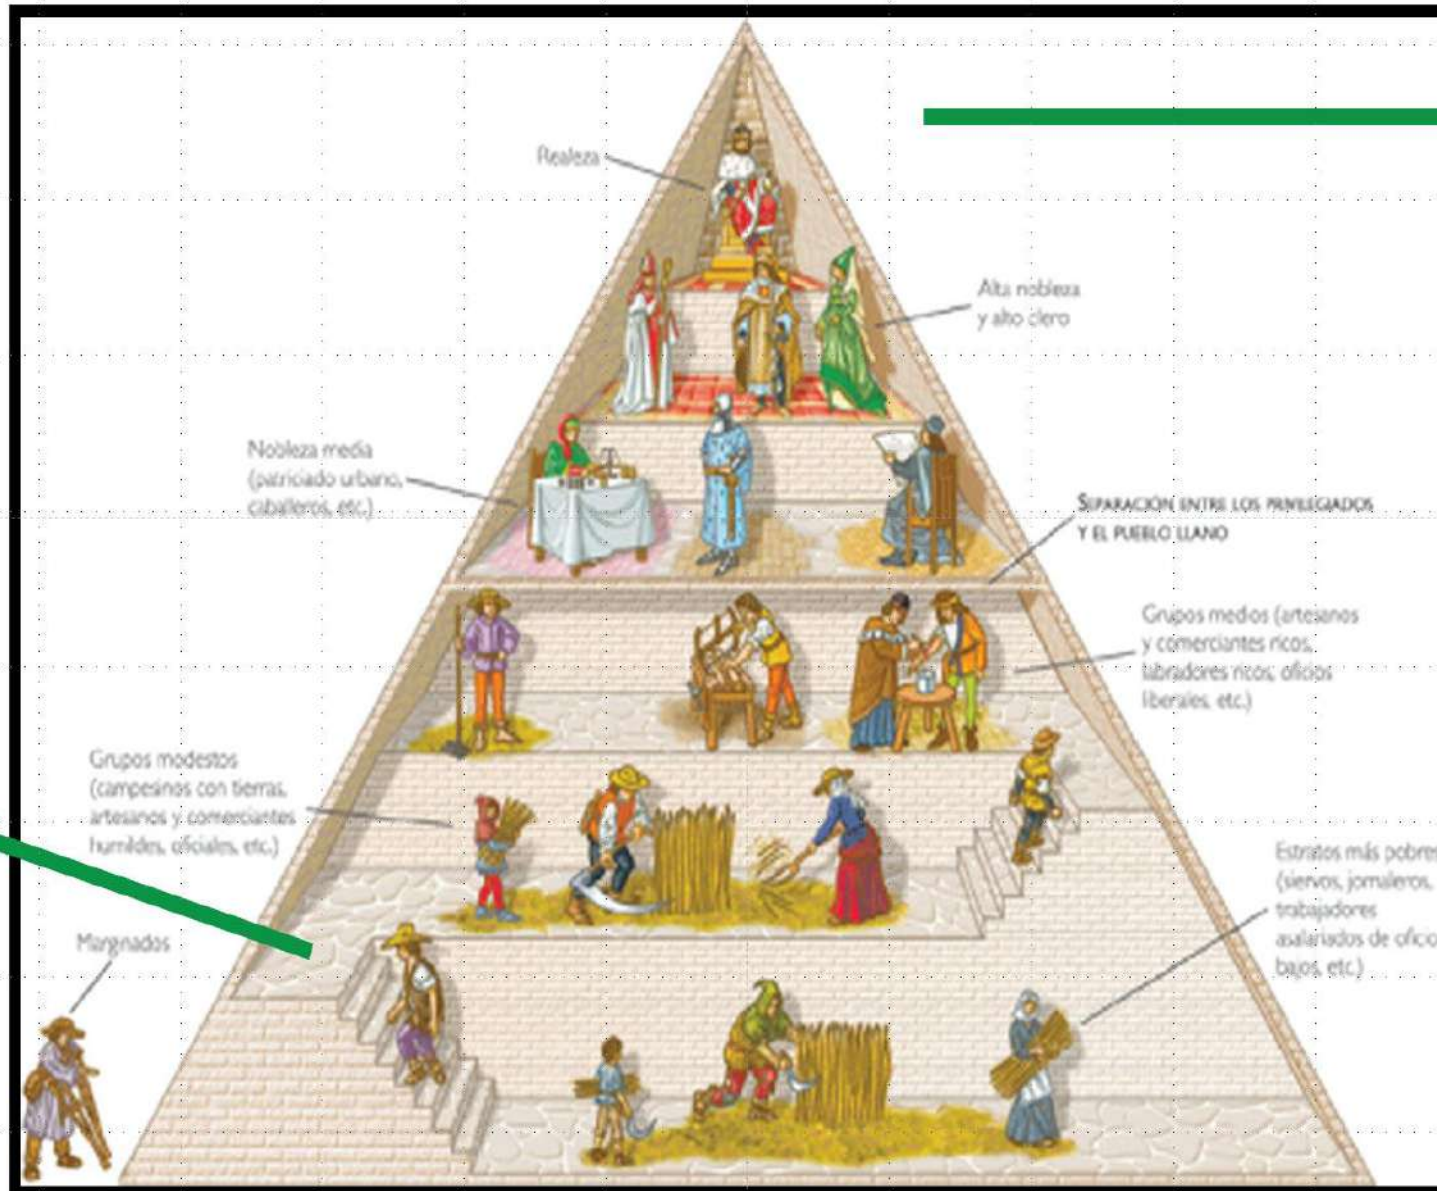 Realeza
Alta nobleza
y alto clero
Nobleza media
(patriciado urbano,
caballeros, etc.)
SEPARACIÓN ENTRE LOS PRIVILEGIADOS
Y EL PUEBLO LLANO
Grupos medios (artesanos
y comerciantes ricos,
labradores ricos, oficios
liberales, etc.)
Grupos modestos
(campesinos con tierras,
artesanos y comerciantes
humildes, oficiales, etc.)
Estratos más pobres
(siervos, jornaleros,
trabajadores
asalariados de oficio
bajos, etc.)
Marginados